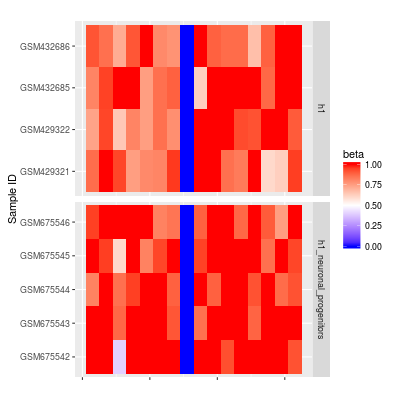 GSM432686
GSM432685
GSM429322
GSM429321
h1
GSM675546
GSM675545
GSM675544
GSM675543
GSM675542
h1_neuronal_progenitors
Sample ID
beta
1.00
0.75
0.50
0.25
0.00